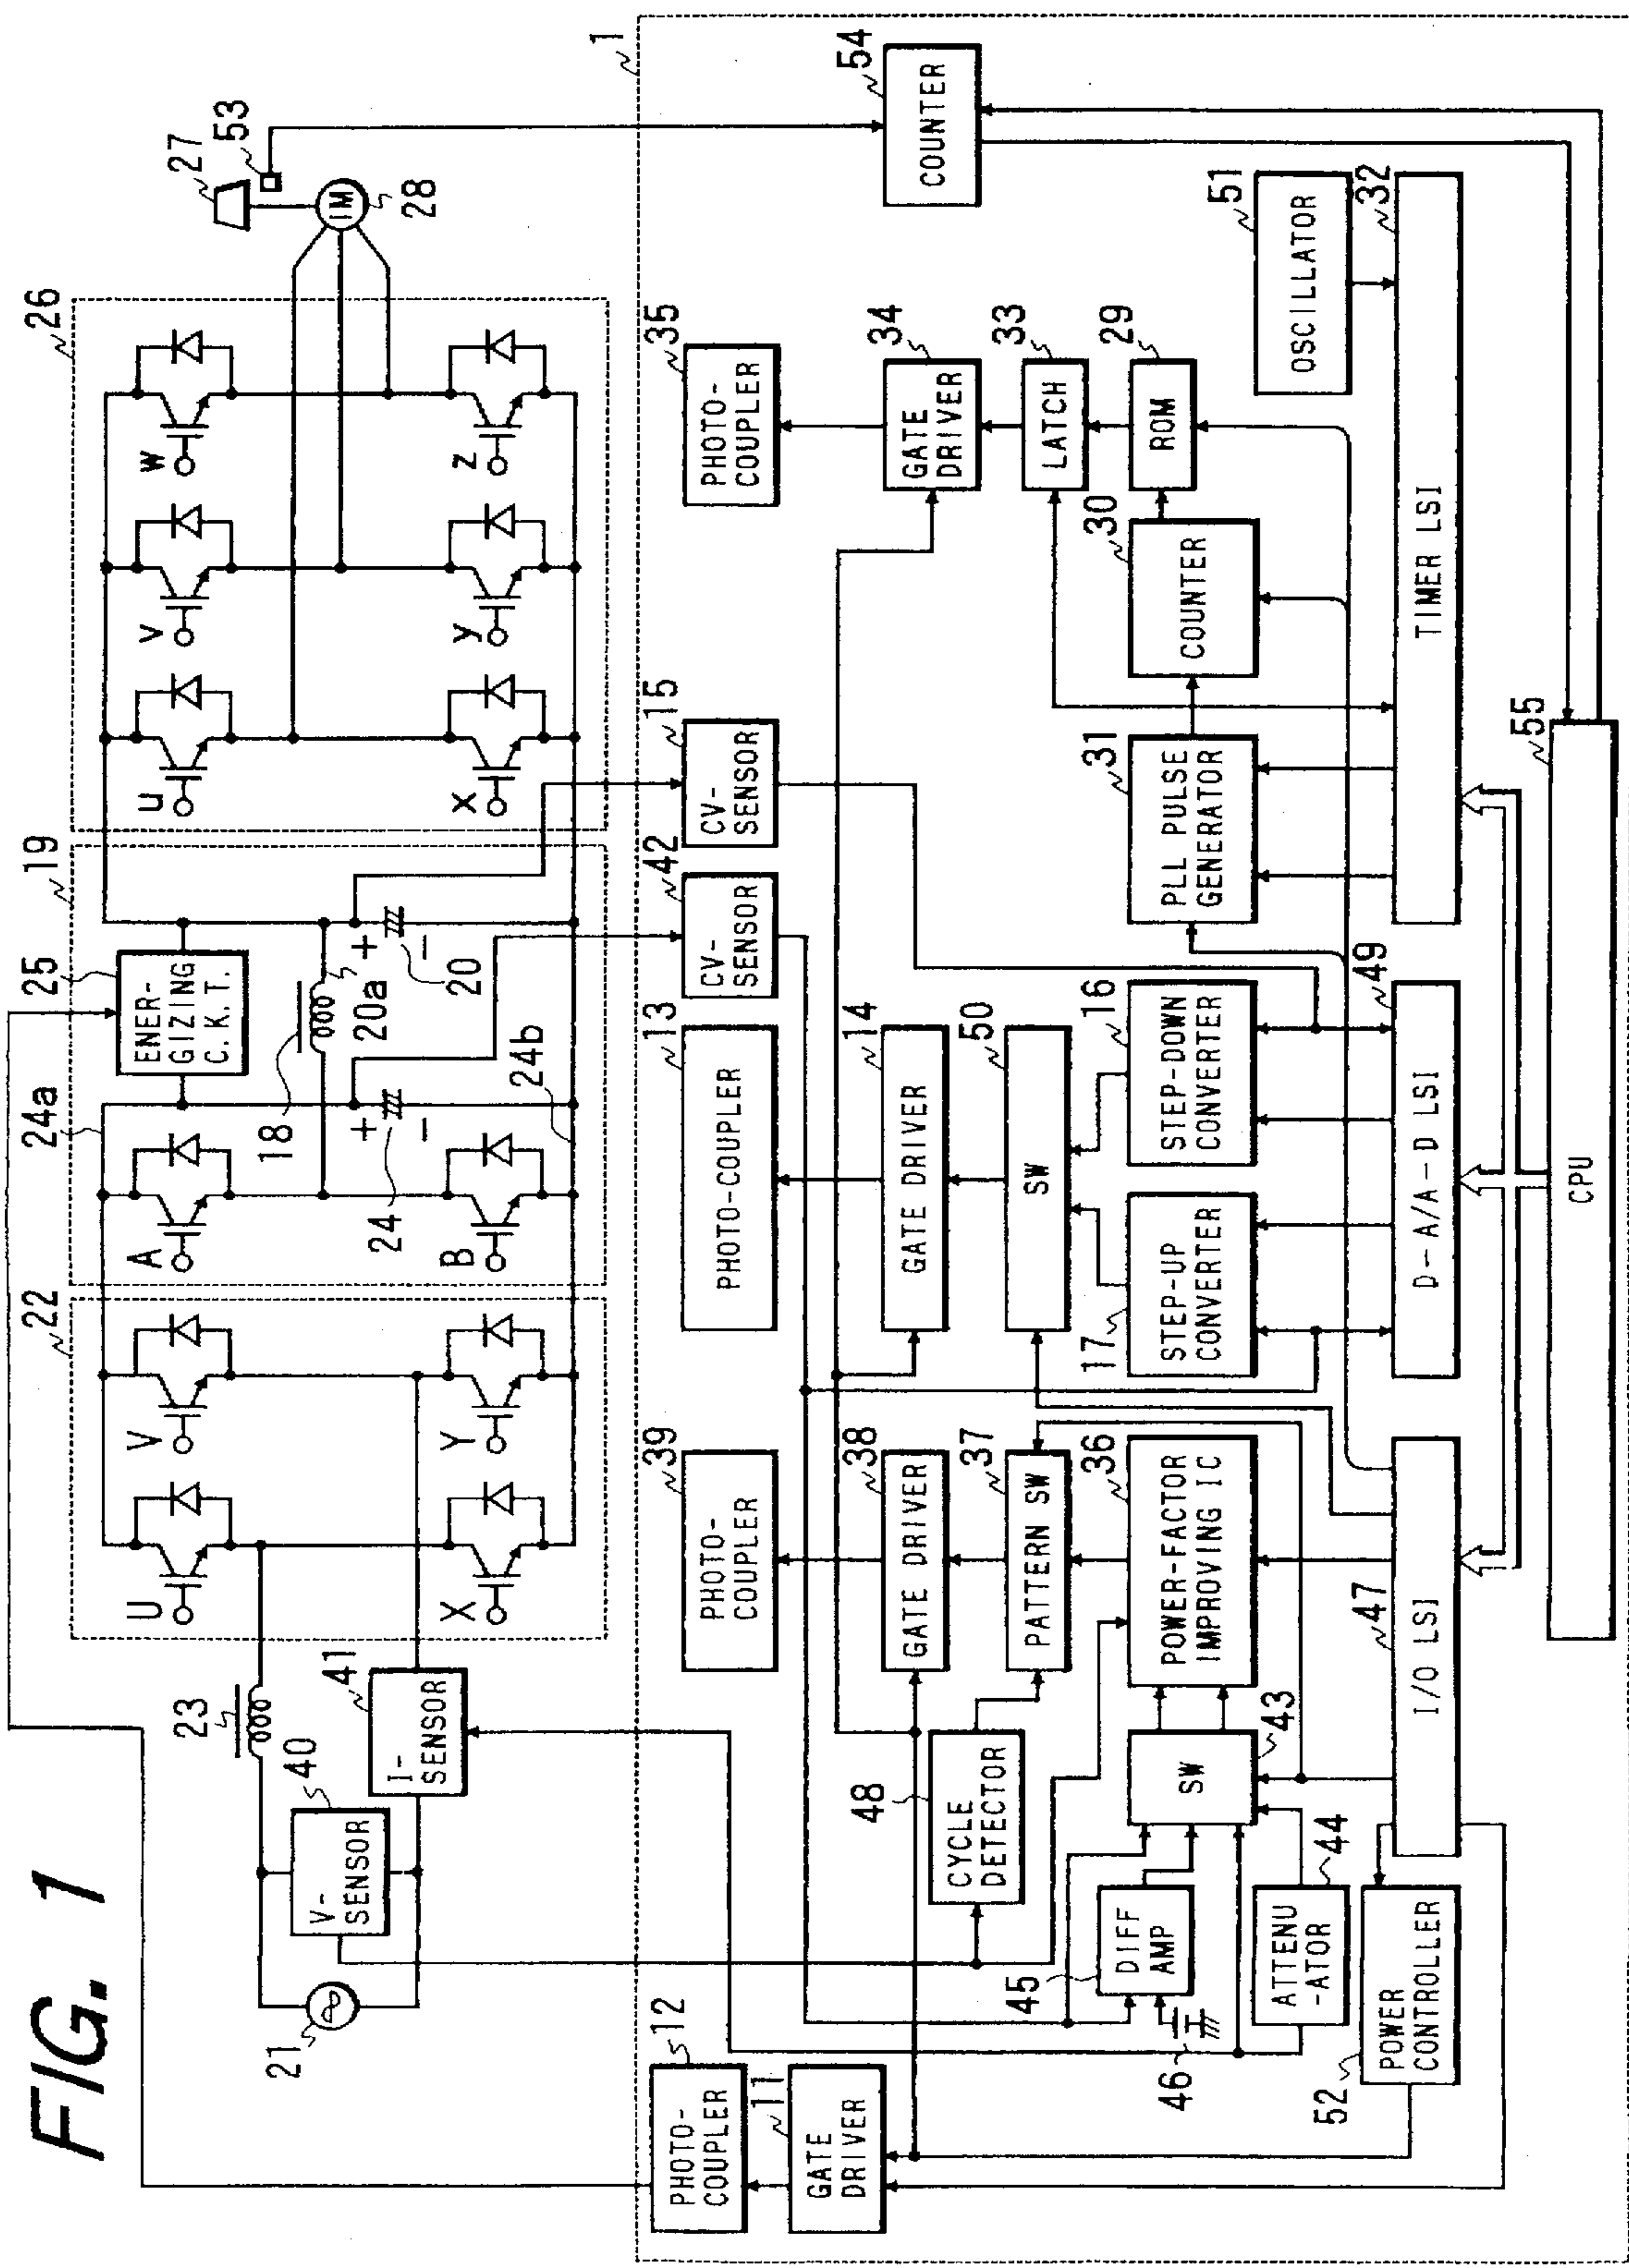 FIG. 1
22
24a
25
19
26
27
53
U
V
A
ENER-
GIZING
C.K.T.
u
v
w
IM
28
23
18
20a
21
40
V-
SENSOR
41
I-
SENSOR
X
Y
B
24
+
−
24b
+
−
20
x
y
z
1
12
PHOTO-
COUPLER
39
PHOTO-
COUPLER
13
PHOTO-COUPLER
42
CV-
SENSOR
15
CV-
SENSOR
35
PHOTO-
COUPLER
11
GATE
DRIVER
38
GATE DRIVER
14
GATE DRIVER
34
GATE
DRIVER
54
COUNTER
48
CYCLE
DETECTOR
37
PATTERN SW
50
SW
33
LATCH
45
DIFF
AMP
46
SW
43
36
POWER-FACTOR
IMPROVING IC
17
STEP-UP
CONVERTER
16
STEP-DOWN
CONVERTER
31
PLL PULSE
GENERATOR
30
COUNTER
29
ROM
44
ATTENU
-ATOR
51
OSCILLATOR
52
POWER
CONTROLLER
47
I/O LSI
49
D-A/A-D LSI
32
TIMER LSI
55
CPU